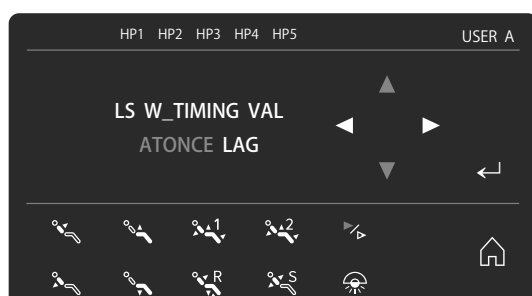 HP1 HP2 HP3 HP4 HP5 USER A
LS W_TIMING VAL
ATONCE LAG
1 2
R S